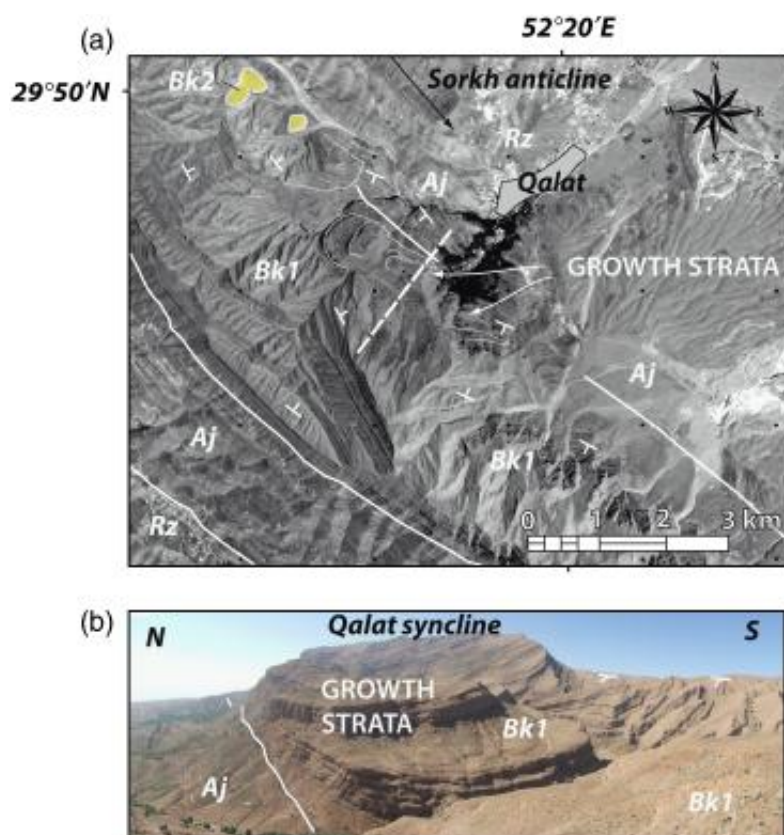 (a)
52°20'E
29°50'N
Bk2
Sorkh anticline
N
W
E
S
Rz
Aj
Qalat
Bk1
GROWTH STRATA
Aj
Aj
Bk1
Rz
0 1 2 3 km
(b)
N
Qalat syncline
S
GROWTH
STRATA
Bk1
Aj
Bk1